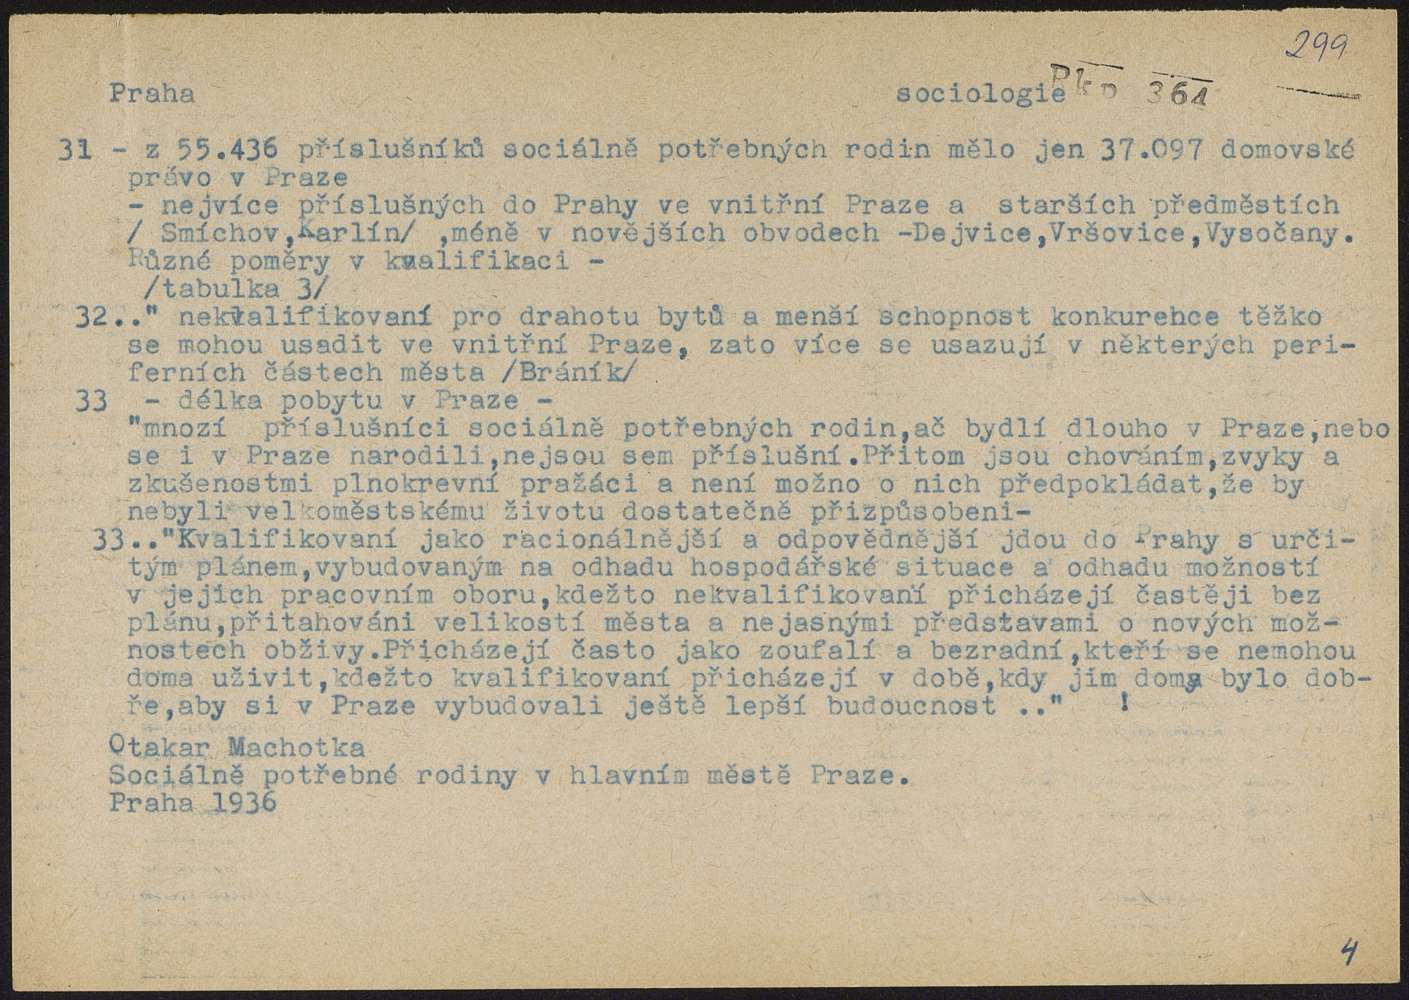 299
Praha sociologie Pkp 364
31 - z 55.436 příslušníků sociálně potřebných rodin mělo jen 37.097 domovské
právo v Praze
- nejvíce příslušných do Prahy ve vnitřní Praze a starších předměstích
/ Smíchov,Karlín/ ,méně v novějších obvodech -Dejvice,Vršovice,Vysočany.
Různé poměry v kvalifikaci -
/tabulka 3/
32.." nekvalifikovaní pro drahotu bytů a menší schopnost konkurence těžko
se mohou usadit ve vnitřní Praze, zato více se usazují v některých peri-
ferních částech města /Bráník/
33 - délka pobytu v Praze -
"mnozí příslušníci sociálně potřebných rodin,ač bydlí dlouho v Praze,nebo
se i v Praze narodili,nejsou sem příslušní.Přitom jsou chováním,zvyky a
zkušenostmi plnokrevní pražáci a není možno o nich předpokládat,že by
nebyli velkoměstskému životu dostatečně přizpůsobeni-
33.."Kvalifikovaní jako racionálnější a odpovědnější jdou do Prahy s urči-
tým plánem,vybudovaným na odhadu hospodářské situace a odhadu možností
v jejich pracovním oboru,kdežto nekvalifikovaní přicházejí častěji bez
plánu,přitahováni velikostí města a nejasnými představami o nových mož-
nostech obživy.Přicházejí často jako zoufalí a bezradní,kteří se nemohou
doma uživit,kdežto kvalifikovaní přicházejí v době,kdy jim doma bylo dob-
ře,aby si v Praze vybudovali ještě lepší budoucnost .." !
Otakar Machotka
Sociálně potřebné rodiny v hlavním městě Praze.
Praha 1936
4